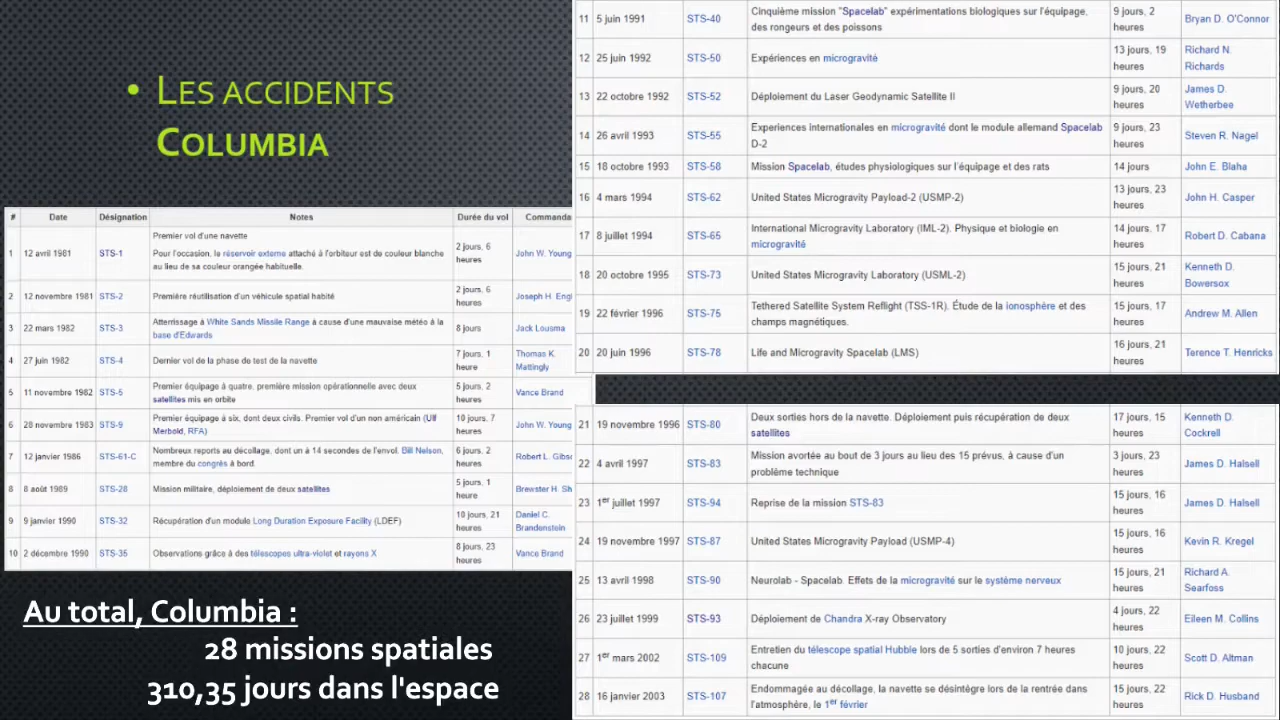 • LES ACCIDENTS
COLUMBIA
# Date Désignation Notes Durée du vol Commanda
1 12 avril 1981 STS-1 Premier vol d'une navette
Pour l'occasion, le réservoir externe attaché à l'orbiteur est de couleur blanche
au lieu de sa couleur orangée habituelle. 2 jours, 6
heures John W. Young
2 12 novembre 1981 STS-2 Première réutilisation d'un véhicule spatial habité 2 jours, 6
heures Joseph H. Engl
3 22 mars 1982 STS-3 Atterrissage à White Sands Missile Range à cause d'une mauvaise météo à la
base d'Edwards 8 jours Jack Lousma
4 27 juin 1982 STS-4 Dernier vol de la phase de test de la navette 7 jours, 1
heure Thomas K.
Mattingly
5 11 novembre 1982 STS-5 Premier équipage à quatre, première mission opérationnelle avec deux
satellites mis en orbite 5 jours, 2
heures Vance Brand
6 28 novembre 1983 STS-9 Premier équipage à six, dont deux civils. Premier vol d'un non américain (Ulf
Merbold, RFA) 10 jours, 7
heures John W. Young
7 12 janvier 1986 STS-61-C Nombreux reports au décollage, dont un à 14 secondes de l'envol. Bill Nelson,
membre du congrès à bord. 6 jours, 2
heures Robert L. Gibs
8 8 août 1989 STS-28 Mission militaire, déploiement de deux satellites 5 jours, 1
heure Brewster H. Sh
9 9 janvier 1990 STS-32 Récupération d'un module Long Duration Exposure Facility (LDEF) 10 jours, 21
heures Daniel C.
Brandenstein
10 2 décembre 1990 STS-35 Observations grâce à des télescopes ultra-violet et rayons X 8 jours, 23
heures Vance Brand
Au total, Columbia :
28 missions spatiales
310,35 jours dans l'espace
11 5 juin 1991 STS-40 Cinquième mission "Spacelab" expérimentations biologiques sur l'équipage,
des rongeurs et des poissons 9 jours, 2
heures Bryan D. O'Connor
12 25 juin 1992 STS-50 Expériences en microgravité 13 jours, 19
heures Richard N.
Richards
13 22 octobre 1992 STS-52 Déploiement du Laser Geodynamic Satellite II 9 jours, 20
heures James D.
Wetherbee
14 26 avril 1993 STS-55 Experiences internationales en microgravité dont le module allemand Spacelab
D-2 9 jours, 23
heures Steven R. Nagel
15 18 octobre 1993 STS-58 Mission Spacelab, études physiologiques sur l'équipage et des rats 14 jours John E. Blaha
16 4 mars 1994 STS-62 United States Microgravity Payload-2 (USMP-2) 13 jours, 23
heures John H. Casper
17 8 juillet 1994 STS-65 International Microgravity Laboratory (IML-2). Physique et biologie en
microgravité 14 jours, 17
heures Robert D. Cabana
18 20 octobre 1995 STS-73 United States Microgravity Laboratory (USML-2) 15 jours, 21
heures Kenneth D.
Bowersox
19 22 février 1996 STS-75 Tethered Satellite System Reflight (TSS-1R). Étude de la ionosphère et des
champs magnétiques. 15 jours, 17
heures Andrew M. Allen
20 20 juin 1996 STS-78 Life and Microgravity Spacelab (LMS) 16 jours, 21
heures Terence T. Henricks
21 19 novembre 1996 STS-80 Deux sorties hors de la navette. Déploiement puis récupération de deux
satellites 17 jours, 15
heures Kenneth D.
Cockrell
22 4 avril 1997 STS-83 Mission avortée au bout de 3 jours au lieu des 15 prévus, à cause d'un
problème technique 3 jours, 23
heures James D. Halsell
23 1er juillet 1997 STS-94 Reprise de la mission STS-83 15 jours, 16
heures James D. Halsell
24 19 novembre 1997 STS-87 United States Microgravity Payload (USMP-4) 15 jours, 16
heures Kevin R. Kregel
25 13 avril 1998 STS-90 Neurolab - Spacelab. Effets de la microgravité sur le système nerveux 15 jours, 21
heures Richard A.
Searfoss
26 23 juillet 1999 STS-93 Déploiement de Chandra X-ray Observatory 4 jours, 22
heures Eileen M. Collins
27 1er mars 2002 STS-109 Entretien du télescope spatial Hubble lors de 5 sorties d'environ 7 heures
chacune 10 jours, 22
heures Scott D. Altman
28 16 janvier 2003 STS-107 Endommagée au décollage, la navette se désintègre lors de la rentrée dans
l'atmosphère, le 1er février 15 jours, 22
heures Rick D. Husband